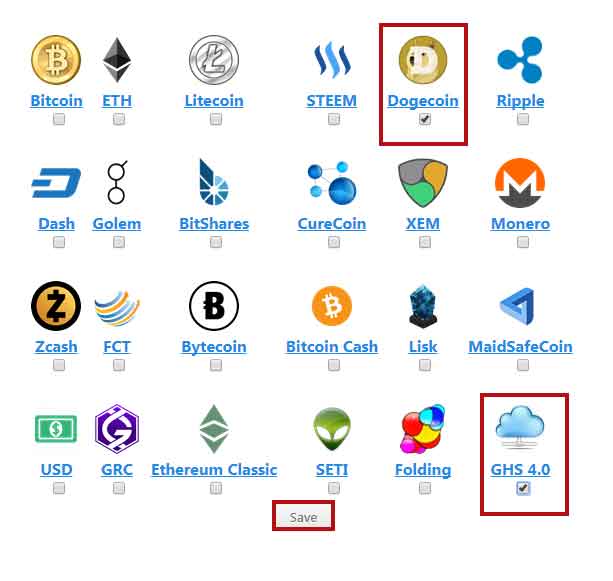 Bitcoin ETH Litecoin STEEM Dogecoin Ripple
Dash Golem BitShares CureCoin XEM Monero
Zcash FCT Bytecoin Bitcoin Cash Lisk MaidSafeCoin
USD GRC Ethereum Classic SETI Folding GHS 4.0
Save